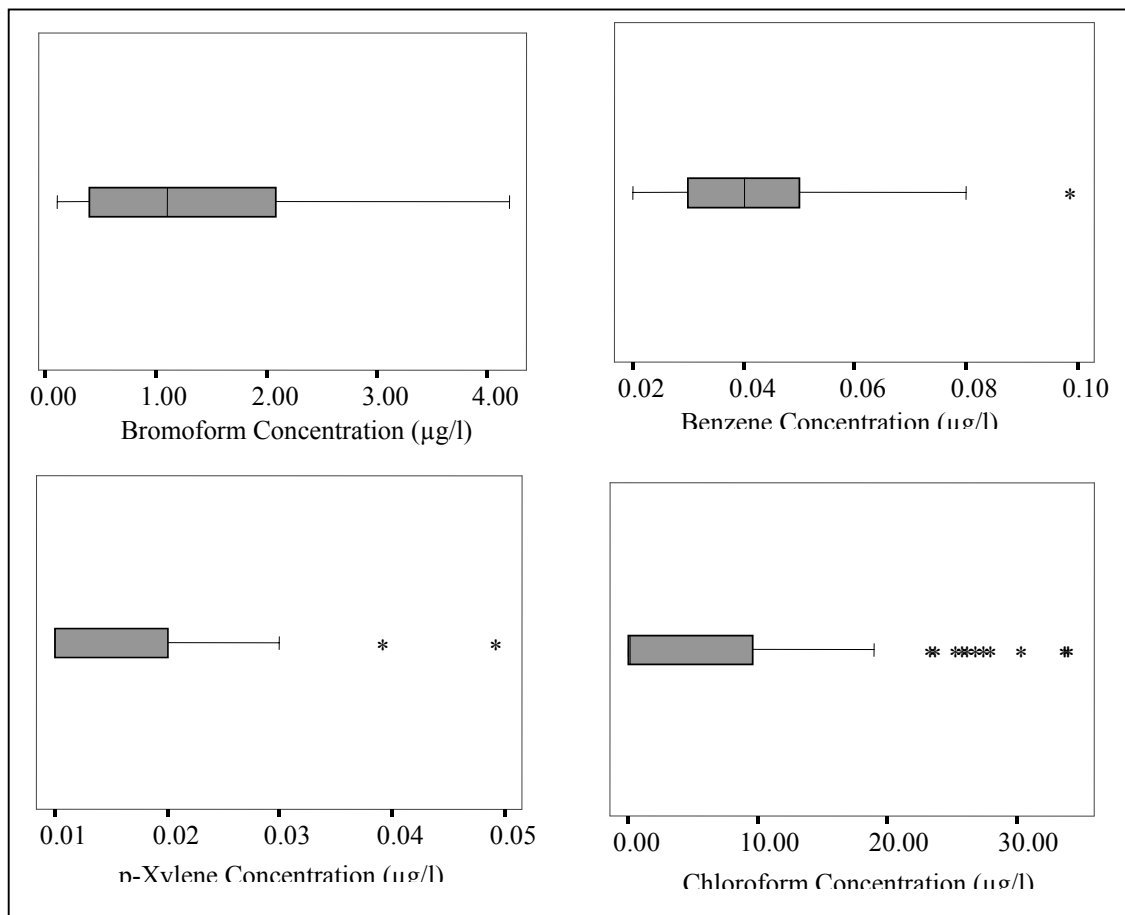 0.00 1.00 2.00 3.00 4.00
Bromoform Concentration (µg/l)
*
0.02 0.04 0.06 0.08 0.10
Benzene Concentration (µg/l)
* *
0.01 0.02 0.03 0.04 0.05
p-Xylene Concentration (µg/l)
0.00 10.00 20.00 30.00
Chloroform Concentration (µg/l)